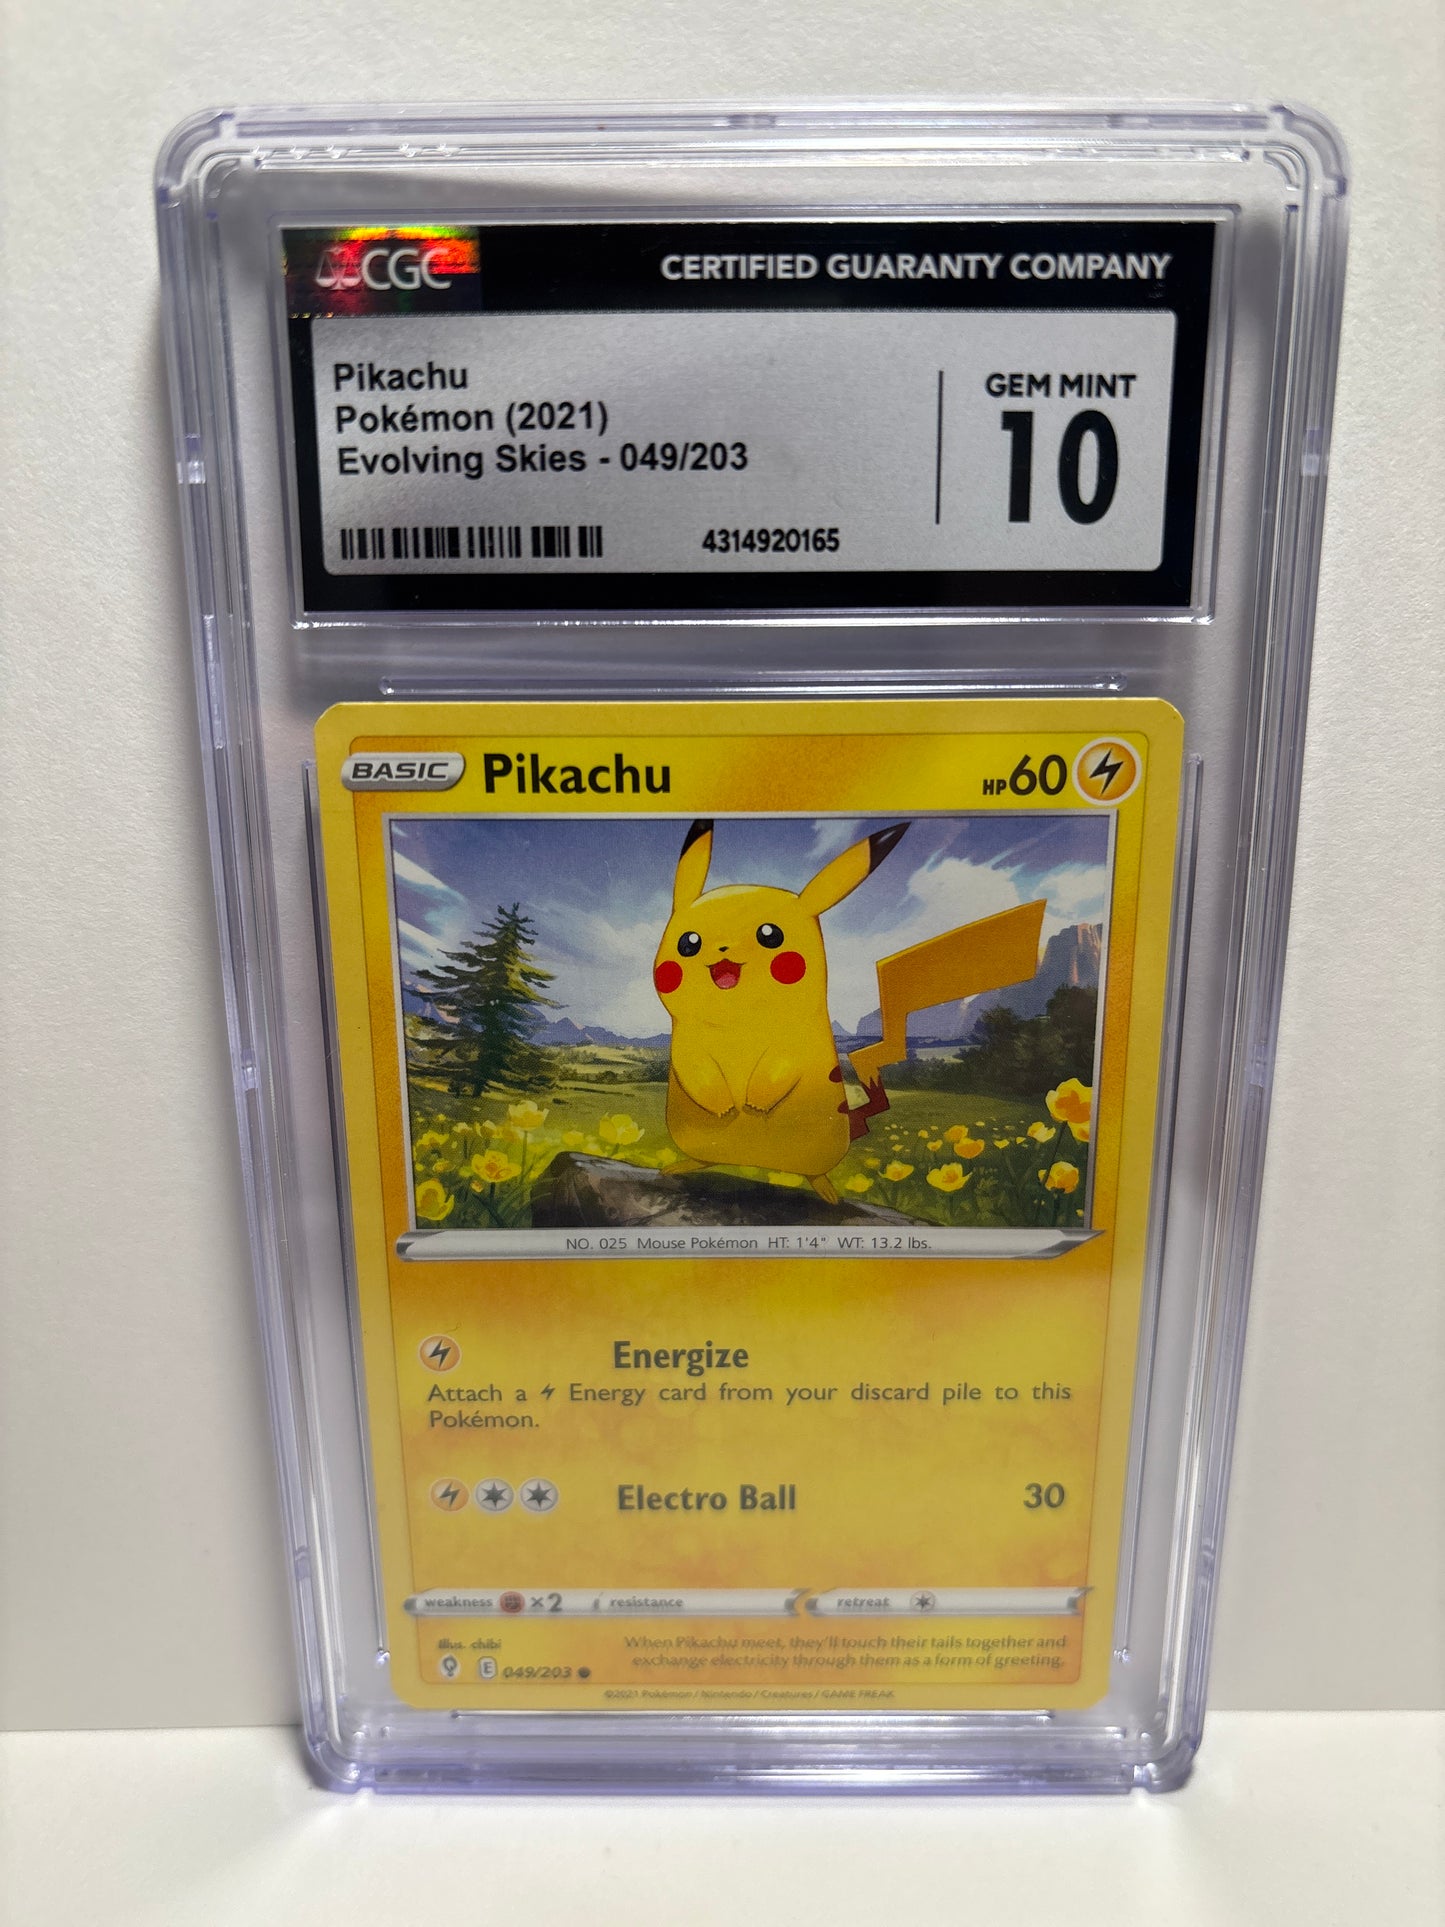 CGC
CERTIFIED GUARANTY COMPANY
Pikachu
Pokémon (2021)
Evolving Skies - 049/203
4314920165
GEM MINT
10
BASIC Pikachu HP 60
NO. 025 Mouse Pokémon HT: 1'4" WT: 13.2 lbs.
Energize
Attach a Energy card from your discard pile to this
Pokémon.
Electro Ball 30
weakness ×2 resistance retreat
Illus. chibi
When Pikachu meet, they'll touch their tails together and
exchange electricity through them as a form of greeting.
E 049/203
©2021 Pokémon / Nintendo / Creatures / GAME FREAK